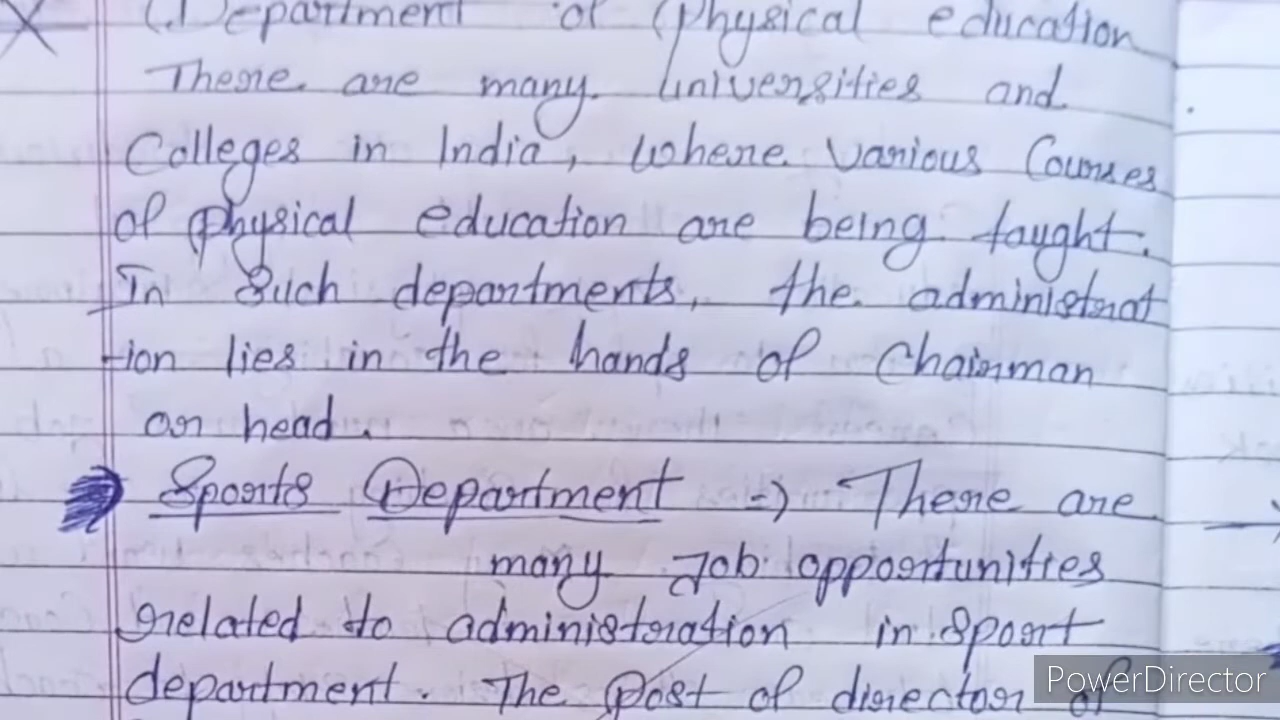 Department of Physical education
There are many universities and
Colleges in India, where various Courses
of physical education are being taught.
In Such departments, the administrat
-ion lies in the hands of Chairman
or head.
Sports Department => There are
many Job opportunities
related to administration in sport
department. The Post of director of
PowerDirector